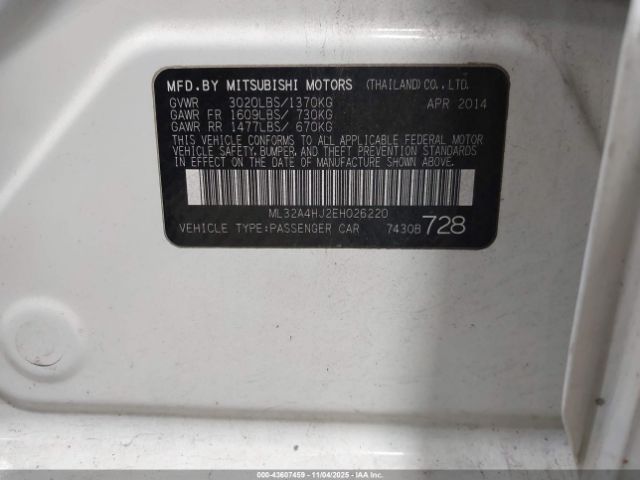 MFD.BY MITSUBISHI MOTORS (THAILAND) CO.,LTD.
GVWR 3020LBS/1370KG APR 2014
GAWR FR 1609LBS/ 730KG
GAWR RR 1477LBS/ 670KG
THIS VEHICLE CONFORMS TO ALL APPLICABLE FEDERAL MOTOR
VEHICLE SAFETY,BUMPER,AND THEFT PREVENTION STANDARDS
IN EFFECT ON THE DATE OF MANUFACTURE SHOWN ABOVE.
ML32A4HJ2EH026220
VEHICLE TYPE:PASSENGER CAR 7430B 728
000-43607459 - 11/04/2025 - IAAI.COM